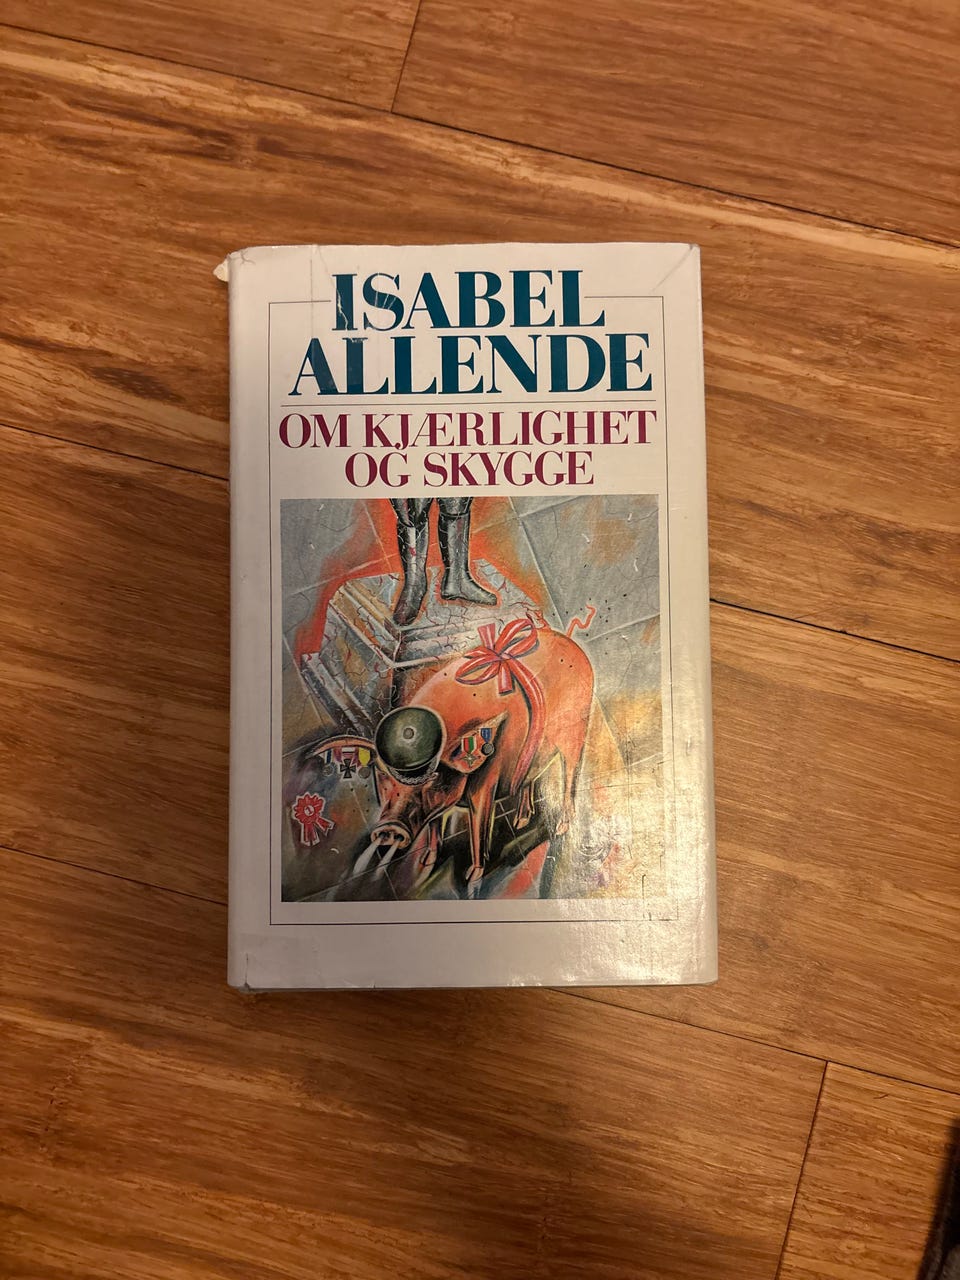 ISABEL
ALLENDE
OM KJÆRLIGHET
OG SKYGGE